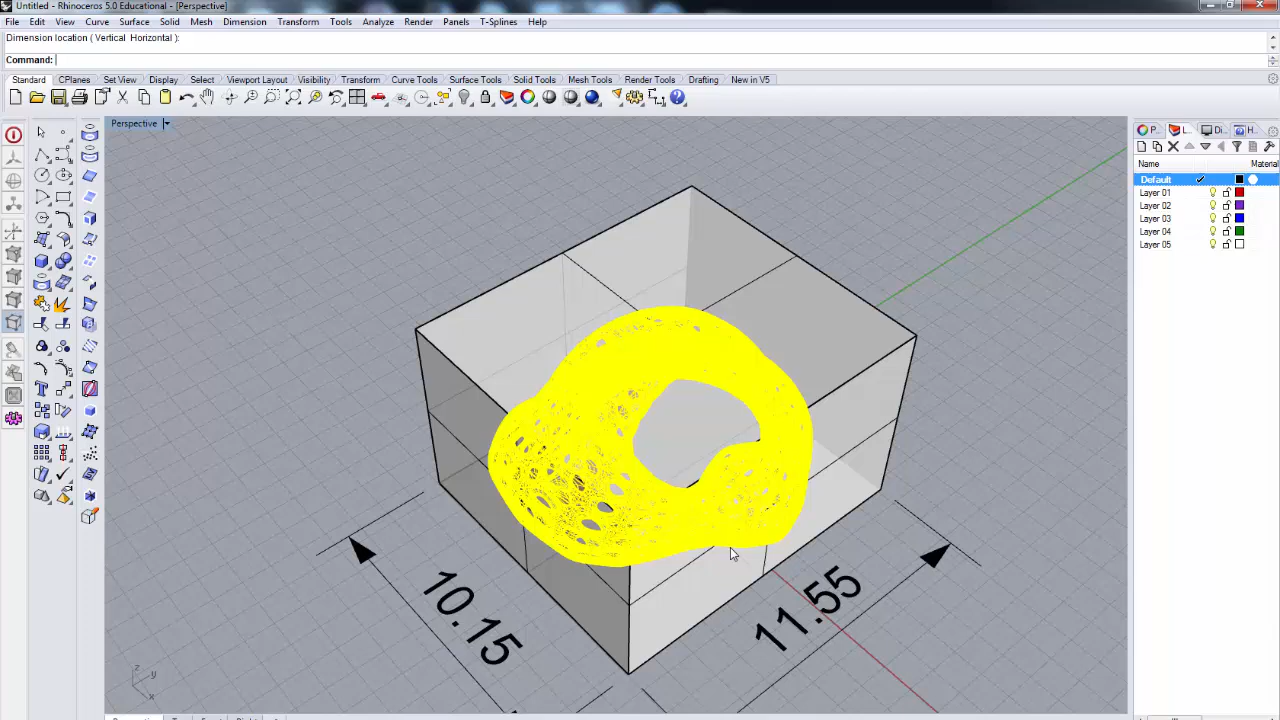 Untitled - Rhinoceros 5.0 Educational - [Perspective]
File Edit View Curve Surface Solid Mesh Dimension Transform Tools Analyze Render Panels T-Splines Help
Dimension location ( Vertical Horizontal ):
Command:
Standard CPlanes Set View Display Select Viewport Layout Visibility Transform Curve Tools Surface Tools Solid Tools Mesh Tools Render Tools Drafting New in V5
Perspective
P... L... Di... H...
Name Material
Default
Layer 01
Layer 02
Layer 03
Layer 04
Layer 05
10.15
11.55
z
y
x